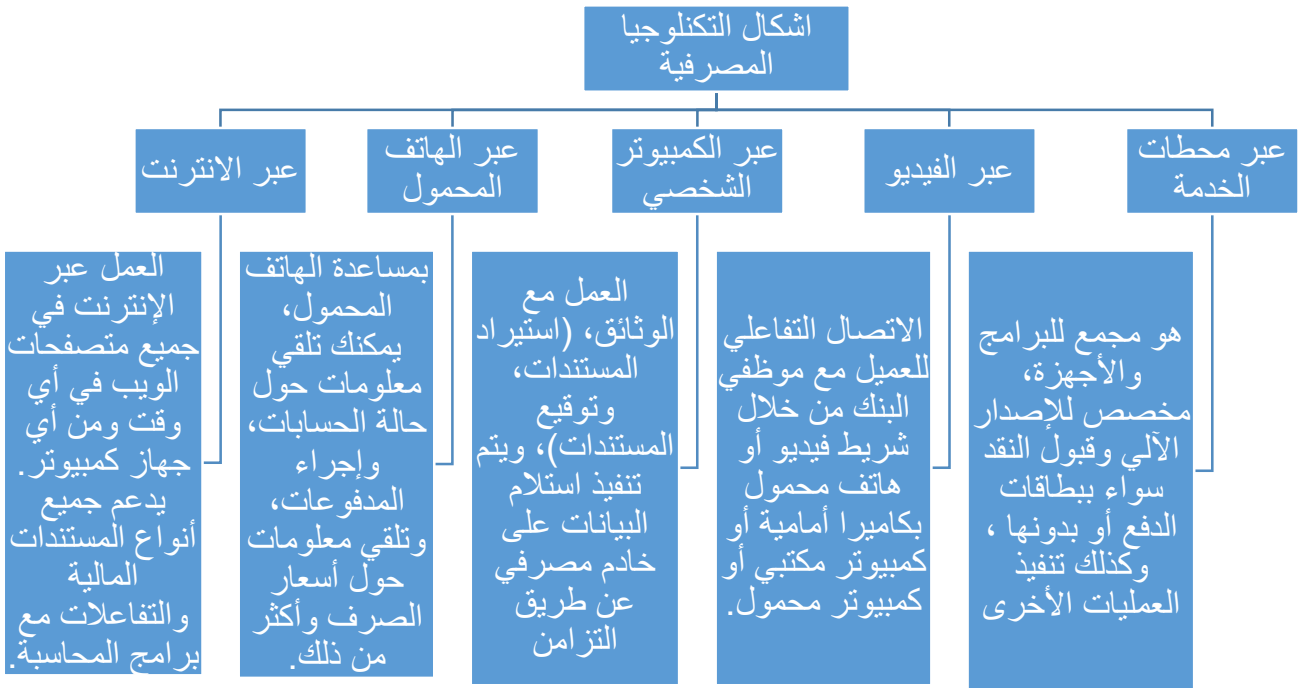 اشكال التكنلوجيا
المصرفية
عبر محطات
الخدمة
عبر الفيديو
عبر الكمبيوتر
الشخصي
عبر الهاتف
المحمول
عبر الانترنت
هو مجمع للبرامج
والأجهزة،
مخصص للإصدار
الآلي وقبول النقد
سواء ببطاقات
الدفع أو بدونها ،
وكذلك تنفيذ
العمليات الأخرى
الاتصال التفاعلي
للعميل مع موظفي
البنك من خلال
شريط فيديو أو
هاتف محمول
بكاميرا أمامية أو
كمبيوتر مكتبي أو
كمبيوتر محمول.
العمل مع
الوثائق، (استيراد
المستندات،
وتوقيع
المستندات)، ويتم
تنفيذ استلام
البيانات على
خادم مصرفي
عن طريق
التزامن
بمساعدة الهاتف
المحمول،
يمكنك تلقي
معلومات حول
حالة الحسابات،
وإجراء
المدفوعات،
وتلقي معلومات
حول أسعار
الصرف وأكثر
من ذلك.
العمل عبر
الإنترنت في
جميع متصفحات
الويب في أي
وقت ومن أي
جهاز كمبيوتر.
يدعم جميع
أنواع المستندات
المالية
والتفاعلات مع
برامج المحاسبة.